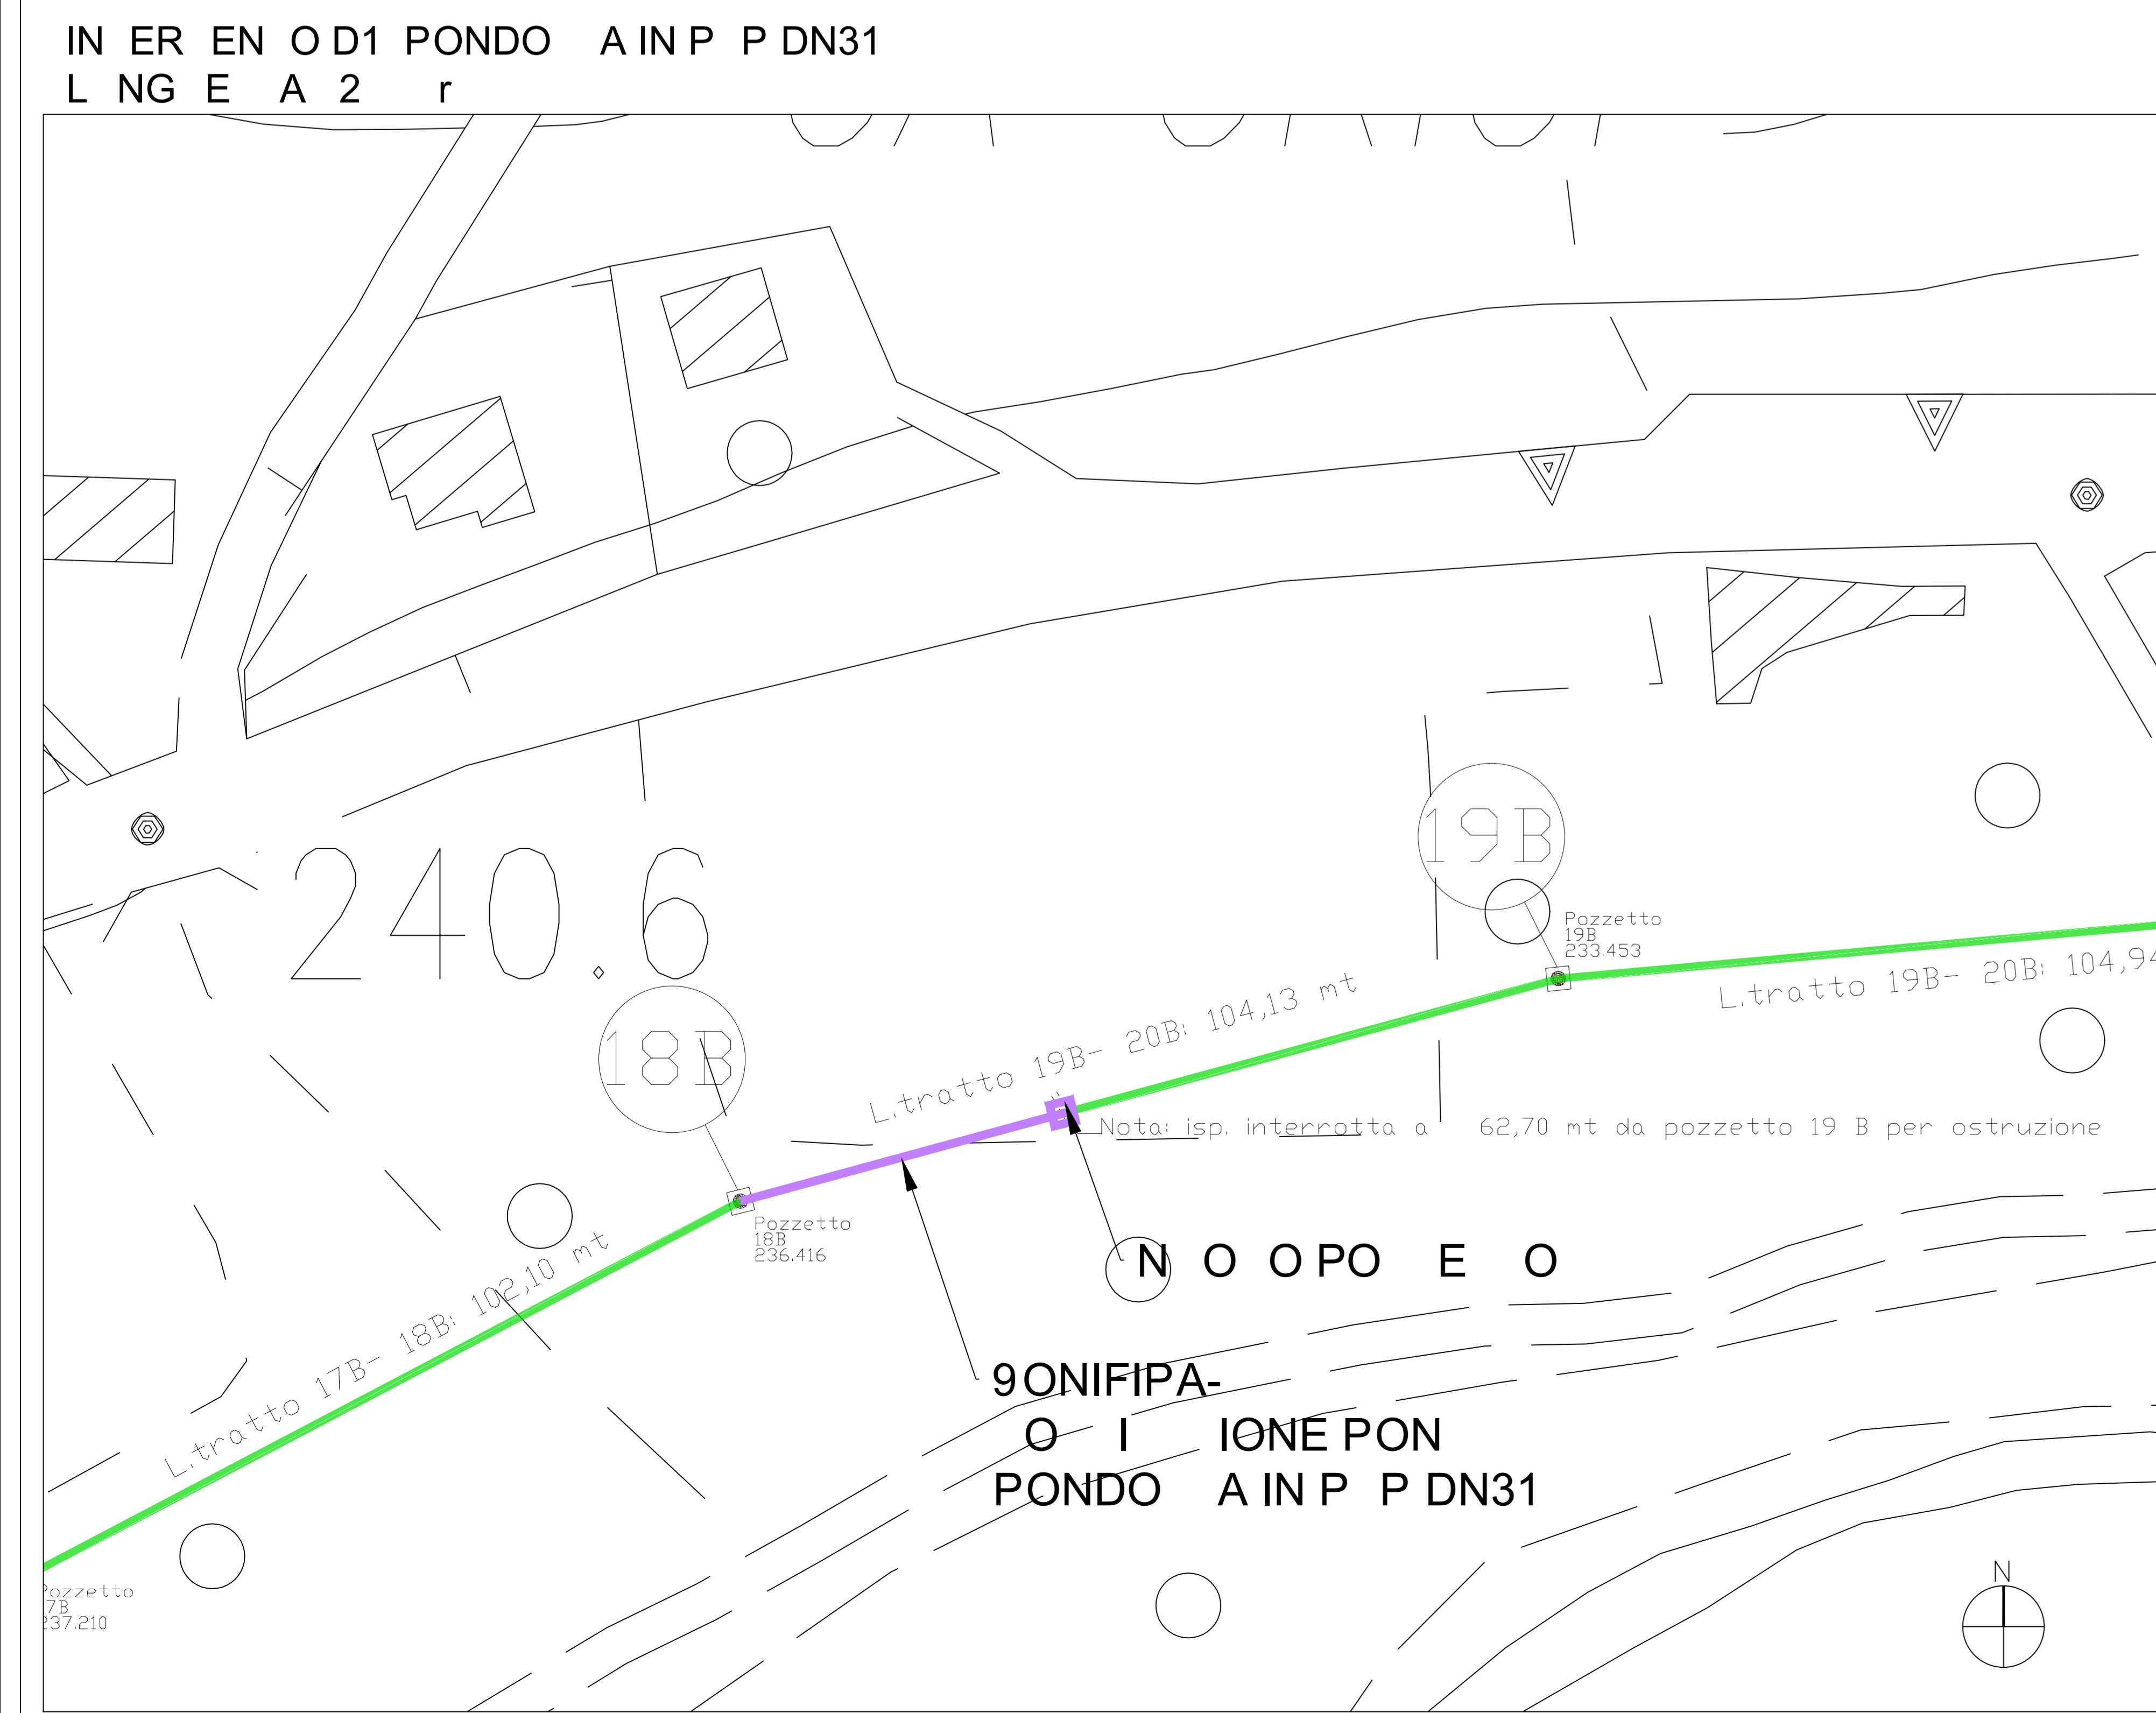 IN ER EN O D1 PONDO A IN P P DN31
L NG E A 2 r
240.6
19B
Pozzetto
19B
233.453
L.tratto 19B- 20B: 104,94
L.tratto 19B- 20B: 104,13 mt
18B
Nota: isp. interrotta a 62,70 mt da pozzetto 19 B per ostruzione
Pozzetto
18B
236.416
N O O PO E O
L.tratto 17B- 18B: 102,10 mt
9 ONIFIPA-
O I IONE PON
PONDO A IN P P DN31
Pozzetto
7B
237.210
N